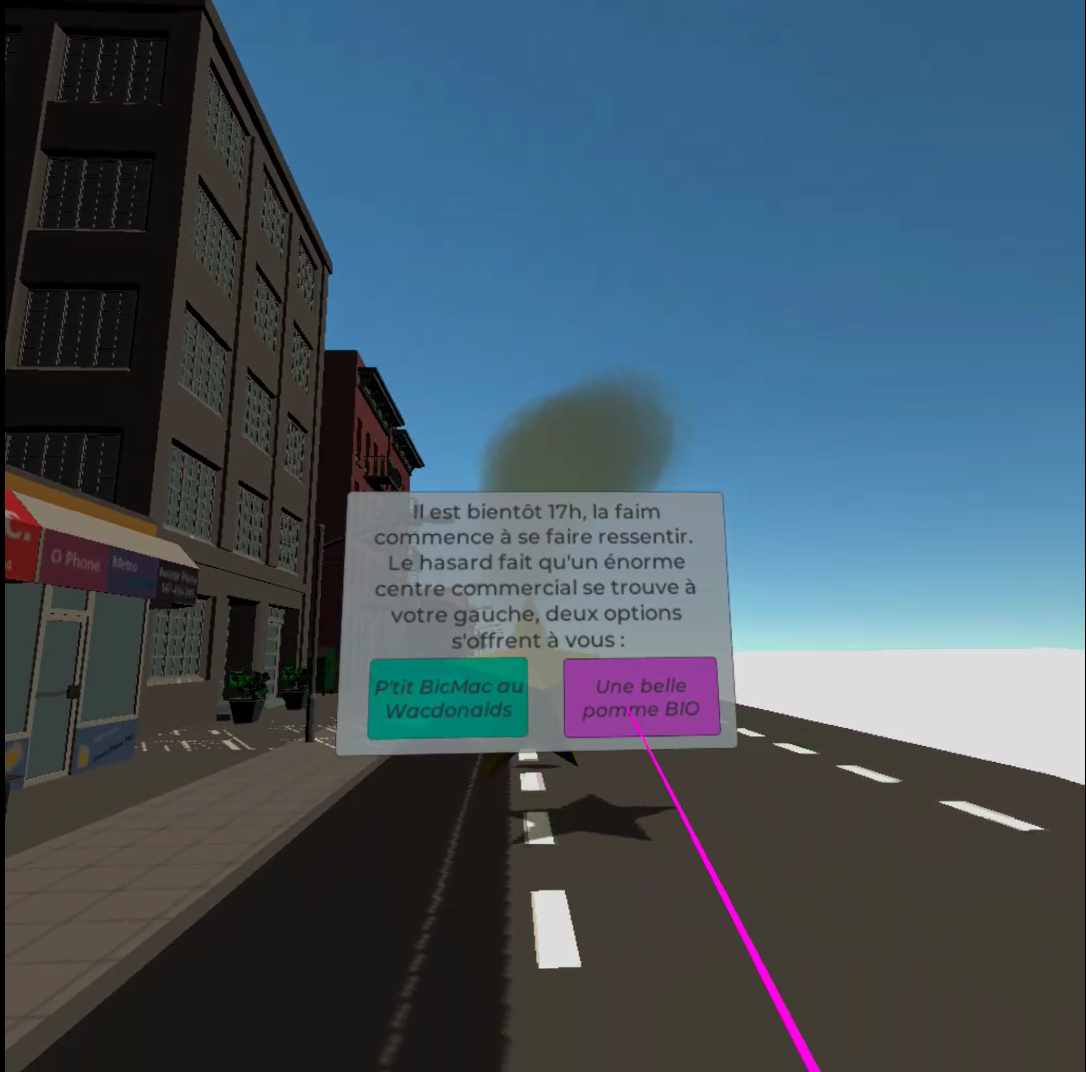 Il est bientôt 17h, la faim
commence à se faire ressentir.
Le hasard fait qu'un énorme
centre commercial se trouve à
votre gauche, deux options
s'offrent à vous :
P'tit BicMac au
Wacdonalds
Une belle
pomme BIO
C.
O Phone
Metro